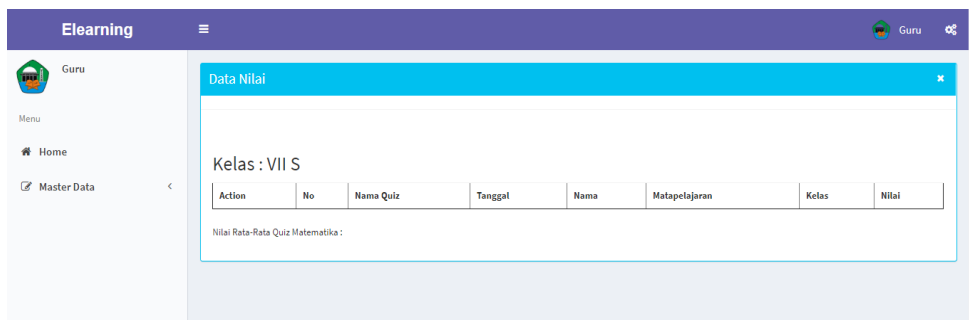 Elearning
Guru
Guru
Menu
Home
Master Data
Data Nilai
Kelas : VII S
Action No Nama Quiz Tanggal Nama Matapelajaran Kelas Nilai
Nilai Rata-Rata Quiz Matematika :